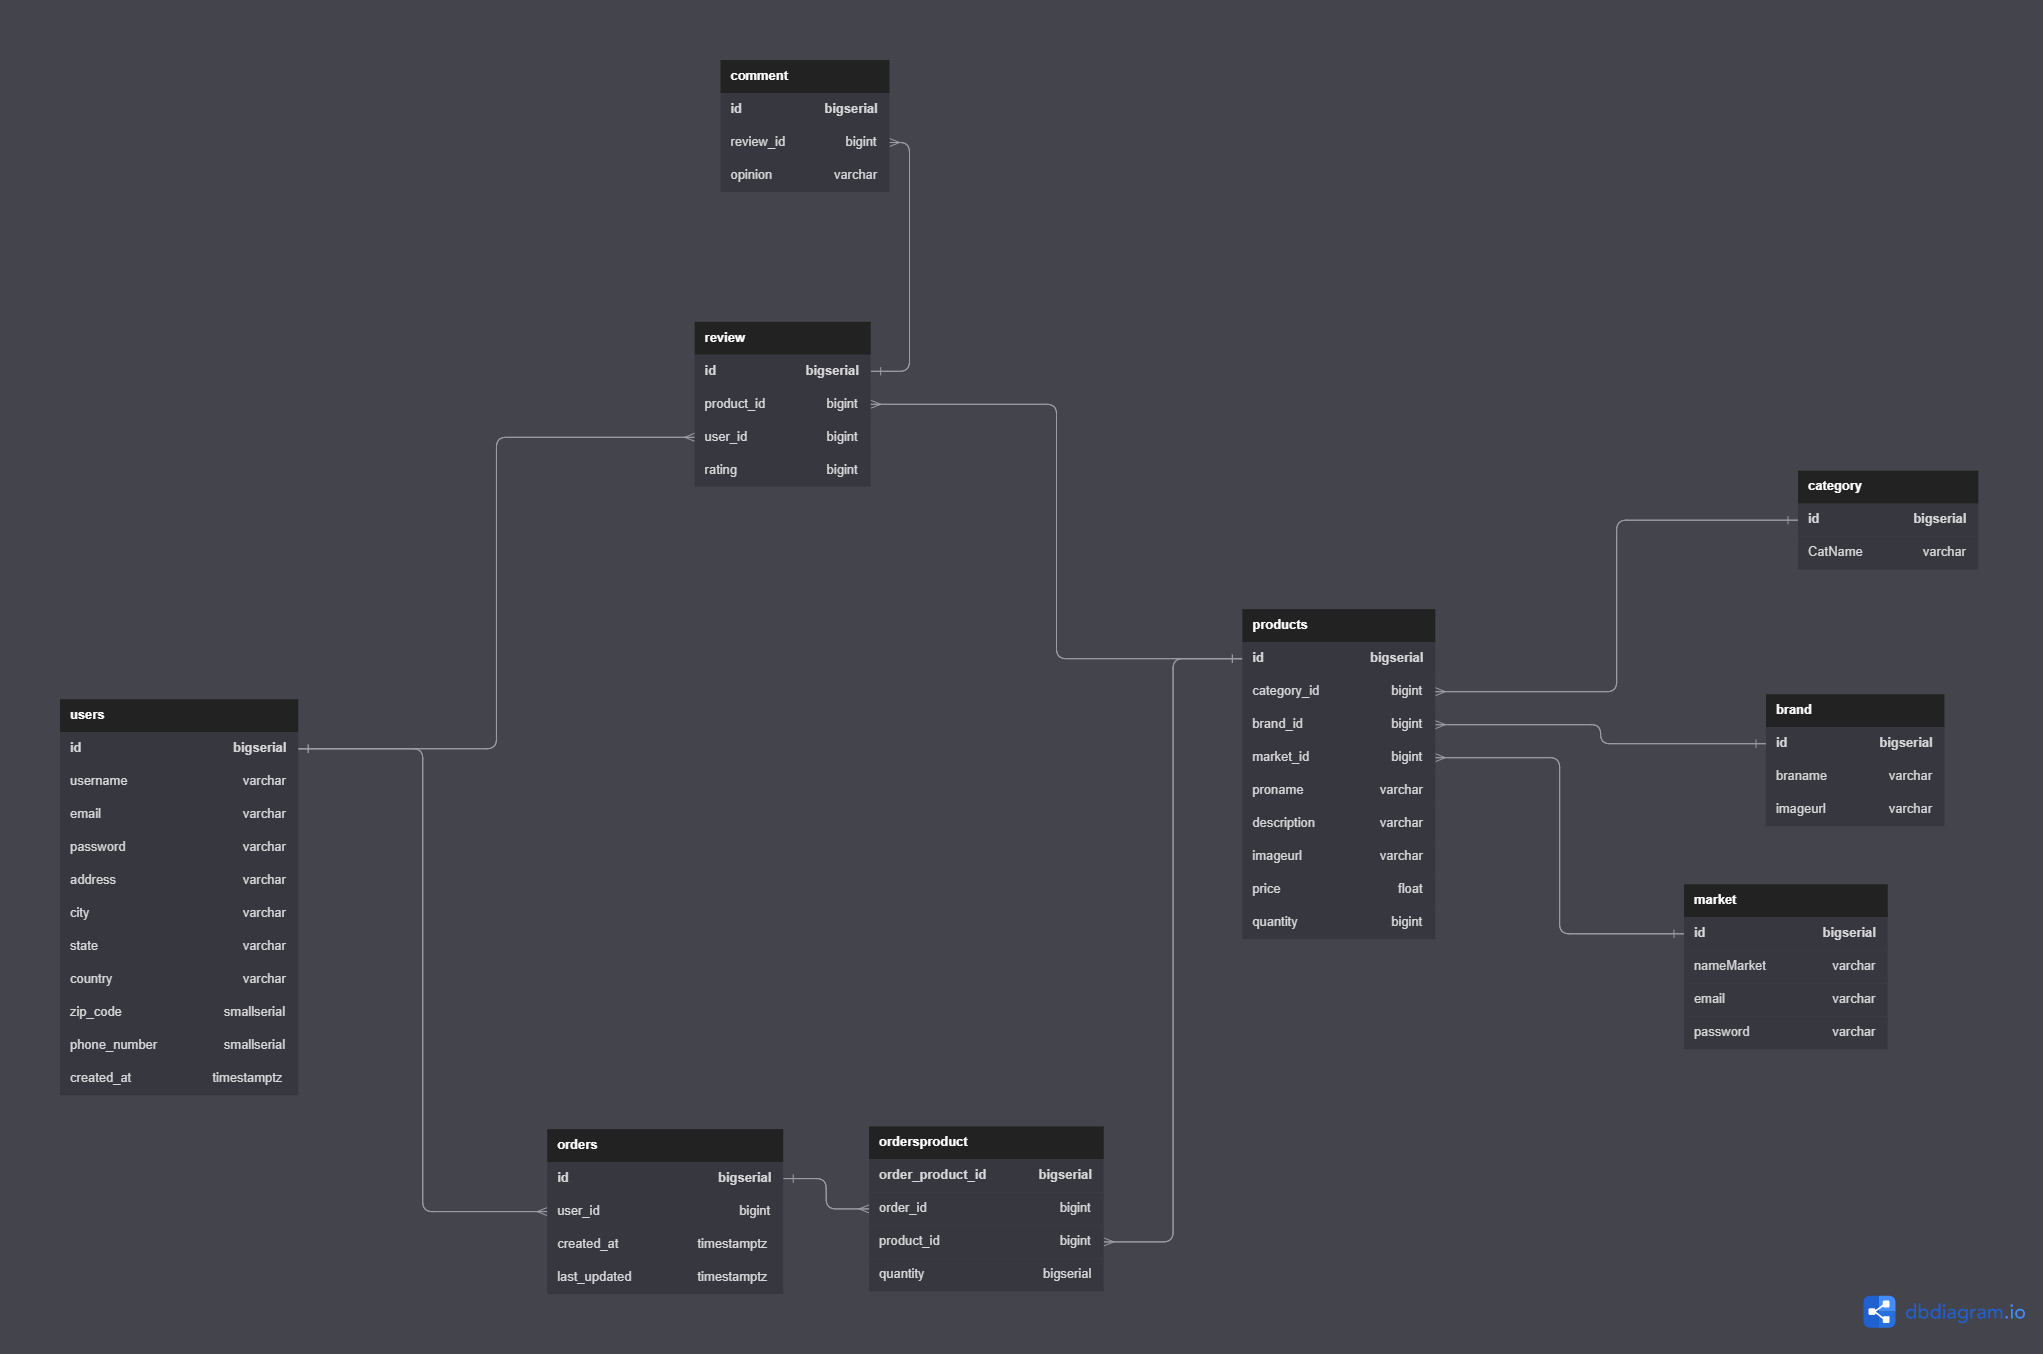 comment
id bigserial
review_id bigint
opinion varchar
review
id bigserial
product_id bigint
user_id bigint
rating bigint
category
id bigserial
CatName varchar
products
id bigserial
category_id bigint
brand_id bigint
market_id bigint
proname varchar
description varchar
imageurl varchar
price float
quantity bigint
users
id bigserial
username varchar
email varchar
password varchar
address varchar
city varchar
state varchar
country varchar
zip_code smallserial
phone_number smallserial
created_at timestamptz
brand
id bigserial
braname varchar
imageurl varchar
market
id bigserial
nameMarket varchar
email varchar
password varchar
orders
id bigserial
user_id bigint
created_at timestamptz
last_updated timestamptz
ordersproduct
order_product_id bigserial
order_id bigint
product_id bigint
quantity bigserial
dbdiagram.io